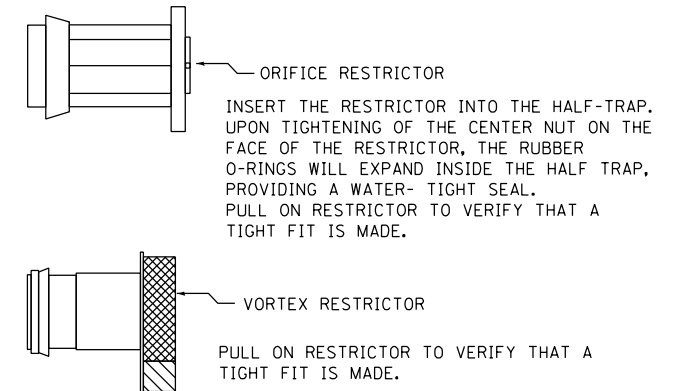 ORIFICE RESTRICTOR
INSERT THE RESTRICTOR INTO THE HALF-TRAP.
UPON TIGHTENING OF THE CENTER NUT ON THE
FACE OF THE RESTRICTOR, THE RUBBER
O-RINGS WILL EXPAND INSIDE THE HALF TRAP,
PROVIDING A WATER- TIGHT SEAL.
PULL ON RESTRICTOR TO VERIFY THAT A
TIGHT FIT IS MADE.
VORTEX RESTRICTOR
PULL ON RESTRICTOR TO VERIFY THAT A
TIGHT FIT IS MADE.